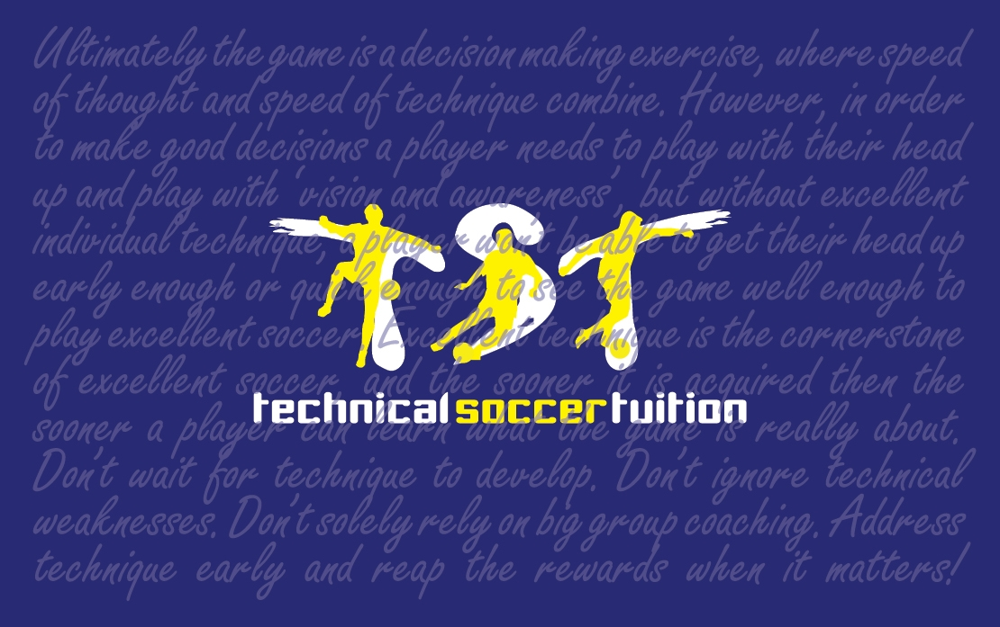 Ultimately the game is a decision making exercise, where speed
of thought and speed of technique combine. However, in order
to make good decisions a player needs to play with their head
up and play with 'vision and awareness', but without excellent
individual technique, a player won't be able to get their head up
early enough or quick enough to see the game well enough to
play excellent soccer. Excellent technique is the cornerstone
of excellent soccer and the sooner it is acquired then the
sooner a player can learn what the game is really about.
Don't wait for technique to develop. Don't ignore technical
weaknesses. Don't solely rely on big group coaching. Address
technique early and reap the rewards when it matters!
TST
technical soccer tuition